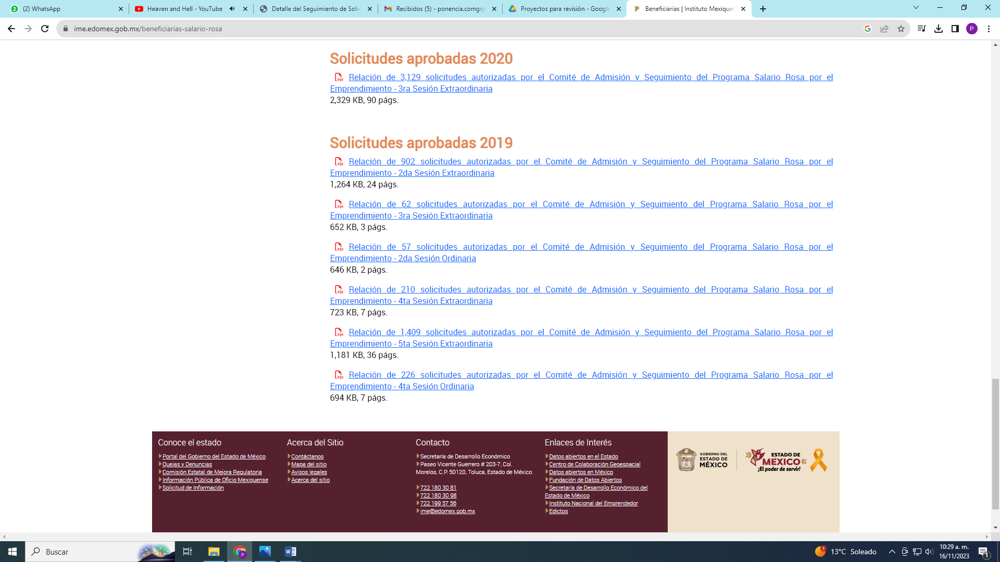 (2) WhatsApp
Heaven and Hell - YouTube
Detalle del Seguimiento de Solic
Recibidos (5) - ponencia.comgrp
Proyectos para revisión - Google
Beneficiarias | Instituto Mexiquen
ime.edomex.gob.mx/beneficiarias-salario-rosa
P
Solicitudes aprobadas 2020
Relación de 3,129 solicitudes autorizadas por el Comité de Admisión y Seguimiento del Programa Salario Rosa por el
Emprendimiento - 3ra Sesión Extraordinaria
2,329 KB, 90 págs.
Solicitudes aprobadas 2019
Relación de 902 solicitudes autorizadas por el Comité de Admisión y Seguimiento del Programa Salario Rosa por el
Emprendimiento - 2da Sesión Extraordinaria
1,264 KB, 24 págs.
Relación de 62 solicitudes autorizadas por el Comité de Admisión y Seguimiento del Programa Salario Rosa por el
Emprendimiento - 3ra Sesión Extraordinaria
652 KB, 3 págs.
Relación de 57 solicitudes autorizadas por el Comité de Admisión y Seguimiento del Programa Salario Rosa por el
Emprendimiento - 2da Sesión Ordinaria
646 KB, 2 págs.
Relación de 210 solicitudes autorizadas por el Comité de Admisión y Seguimiento del Programa Salario Rosa por el
Emprendimiento - 4ta Sesión Extraordinaria
723 KB, 7 págs.
Relación de 1,409 solicitudes autorizadas por el Comité de Admisión y Seguimiento del Programa Salario Rosa por el
Emprendimiento - 5ta Sesión Extraordinaria
1,181 KB, 36 págs.
Relación de 226 solicitudes autorizadas por el Comité de Admisión y Seguimiento del Programa Salario Rosa por el
Emprendimiento - 4ta Sesión Ordinaria
694 KB, 7 págs.
Conoce el estado
Portal del Gobierno del Estado de México
Quejas y Denuncias
Comisión Estatal de Mejora Regulatoria
Información Pública de Oficio Mexiquense
Solicitud de Información
Acerca del Sitio
Contáctanos
Mapa del sitio
Avisos legales
Acerca del sitio
Contacto
Secretaría de Desarrollo Económico
Paseo Vicente Guerrero # 203-7, Col.
Morelos, C.P. 50120, Toluca, Estado de México
722 180 30 81
722 180 30 98
722 199 57 56
ime@edomex.gob.mx
Enlaces de Interés
Datos abiertos en el Estado
Centro de Colaboración Geoespacial
Datos abiertos en México
Fundación de Datos Abiertos
Secretaría de Desarrollo Económico del
Estado de México
Instituto Nacional del Emprendedor
Edictos
GOBIERNO DEL
ESTADO DE
MÉXICO
ESTADO DE
MÉXICO
¡El poder de servir!
Buscar
13°C Soleado
10:29 a. m.
16/11/2023
1